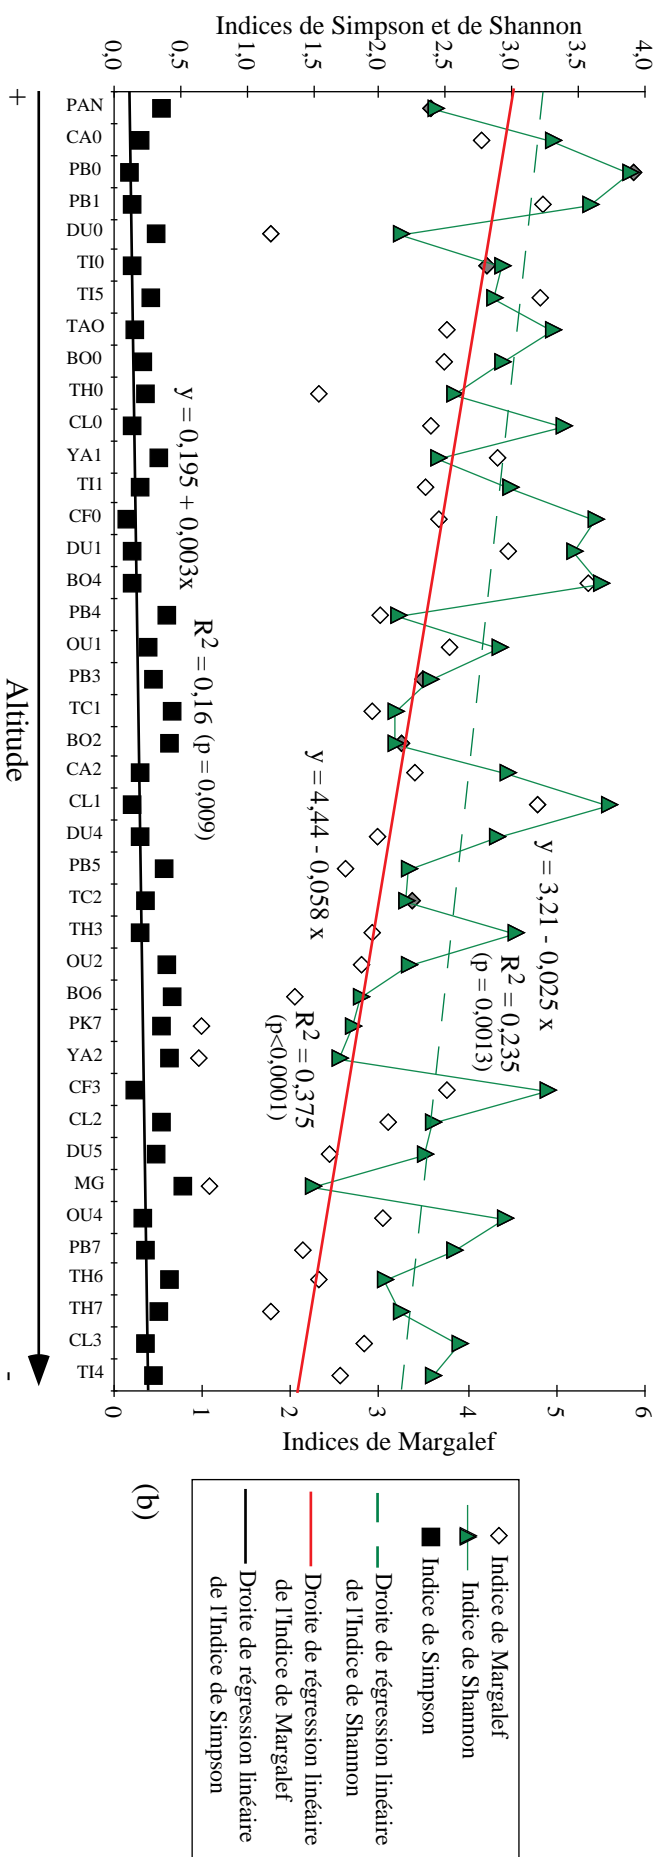 Indices de Simpson et de Shannon
0,0
0,5
1,0
1,5
2,0
2,5
3,0
3,5
4,0
+
Altitude
-
PAN
CA0
PB0
PB1
DU0
TI0
TI5
TAO
BO0
TH0
CL0
YA1
TI1
CF0
DU1
BO4
PB4
OU1
PB3
TC1
BO2
CA2
CL1
DU4
PB5
TC2
TH3
OU2
BO6
PK7
YA2
CF3
CL2
DU5
MG
OU4
PB7
TH6
TH7
CL3
TI4
y = 0,195 + 0,003x
R2 = 0,16 (p = 0,009)
y = 4,44 - 0,058 x
R2 = 0,375
(p<0,0001)
y = 3,21 - 0,025 x
R2 = 0,235
(p = 0,0013)
0
1
2
3
4
5
6
Indices de Margalef
(b)
Indice de Margalef
Indice de Shannon
Indice de Simpson
Droite de régression linéaire
de l'Indice de Shannon
Droite de régression linéaire
de l'Indice de Margalef
Droite de régression linéaire
de l'Indice de Simpson